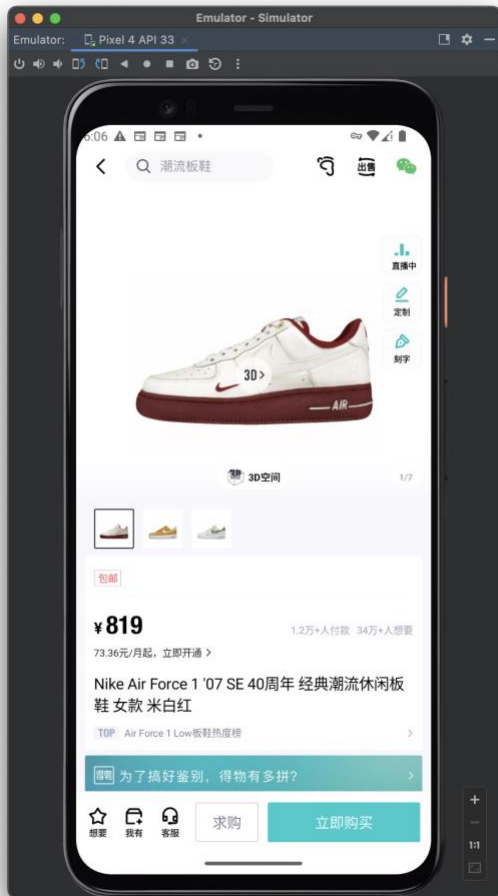 Emulator - Simulator
Emulator:
Pixel 4 API 33
6:06
潮流板鞋
出售
直播中
定制
刻字
3D>
AIR
3D空间
1/7
包邮
¥819
1.2万+人付款 34万+人想要
73.36元/月起，立即开通 >
Nike Air Force 1 '07 SE 40周年 经典潮流休闲板
鞋 女款 米白红
TOP Air Force 1 Low板鞋热度榜
得物 为了搞好鉴别，得物有多拼？
想要
我有
客服
求购
立即购买
1:1